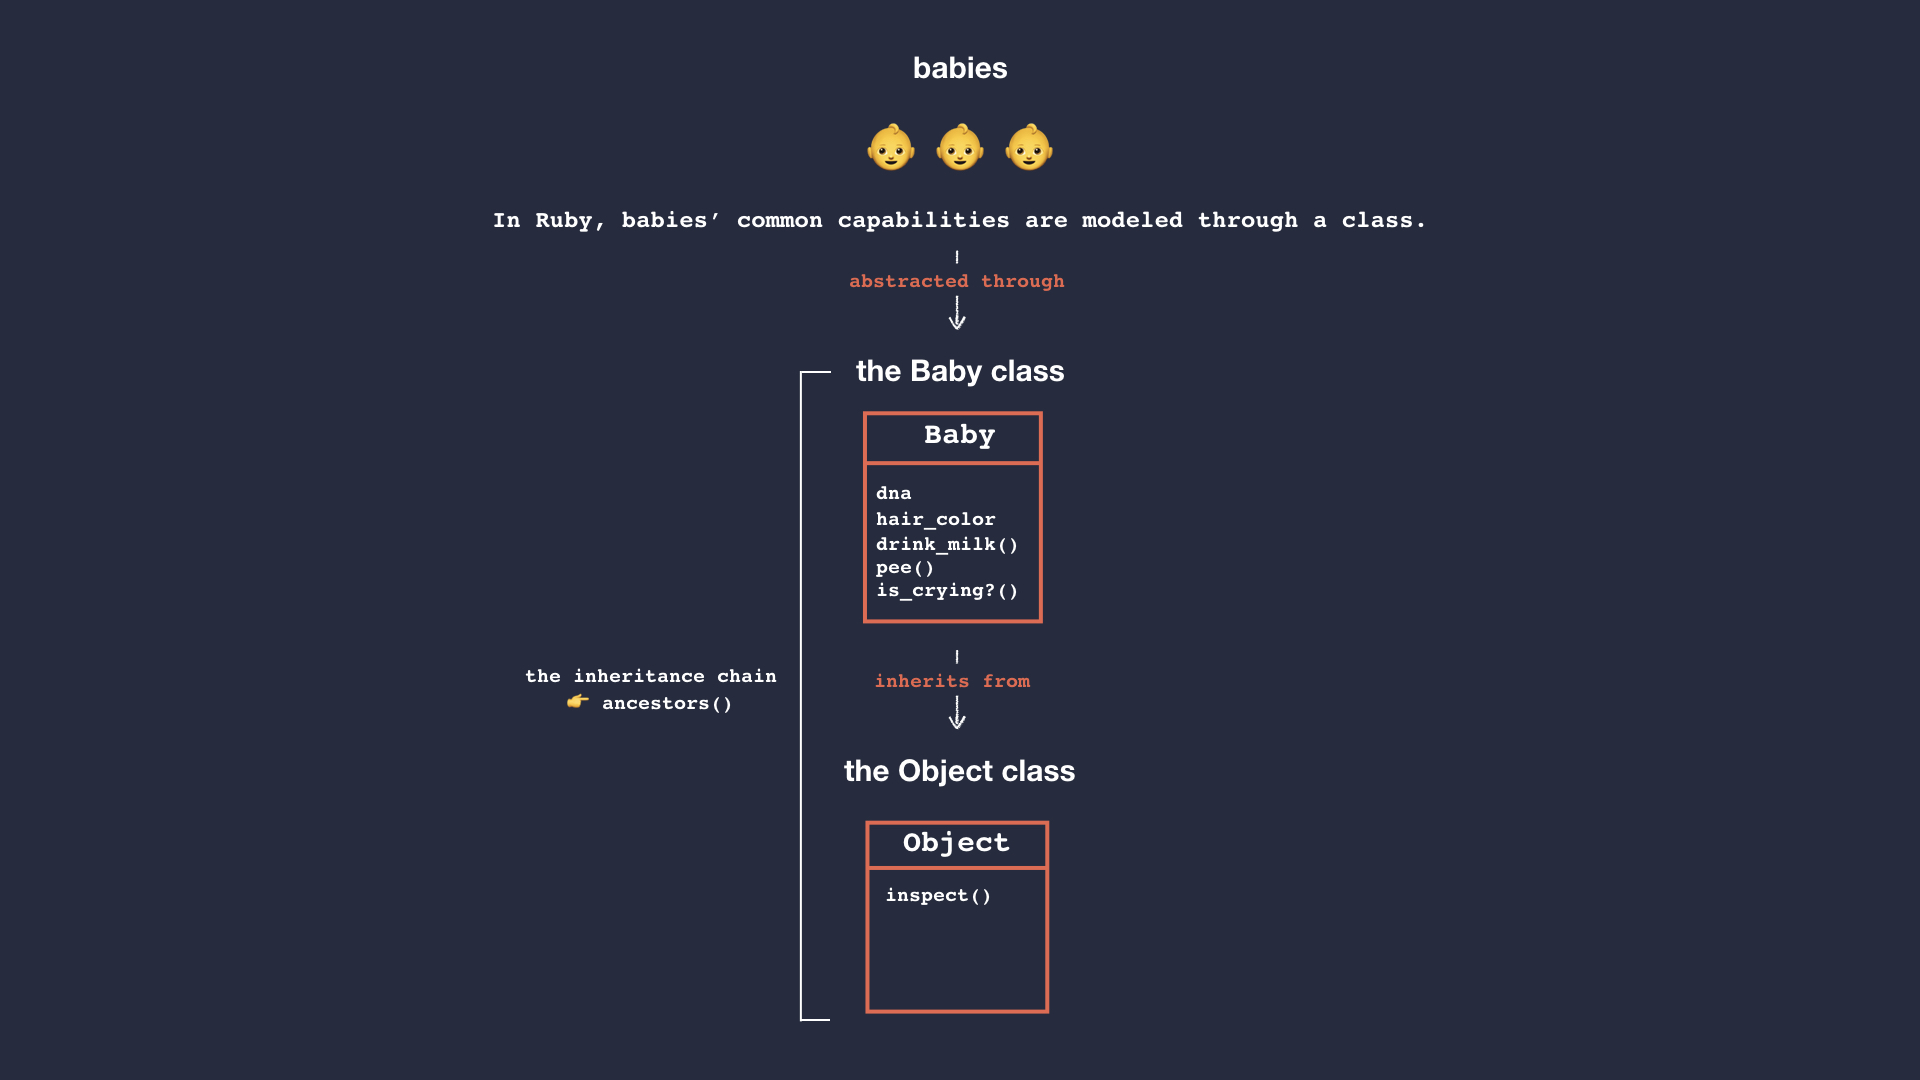 babies
In Ruby, babies’ common capabilities are modeled through a class.
abstracted through
the Baby class
Baby
dna
hair_color
drink_milk()
pee()
is_crying?()
the inheritance chain
👉 ancestors()
inherits from
the Object class
Object
inspect()